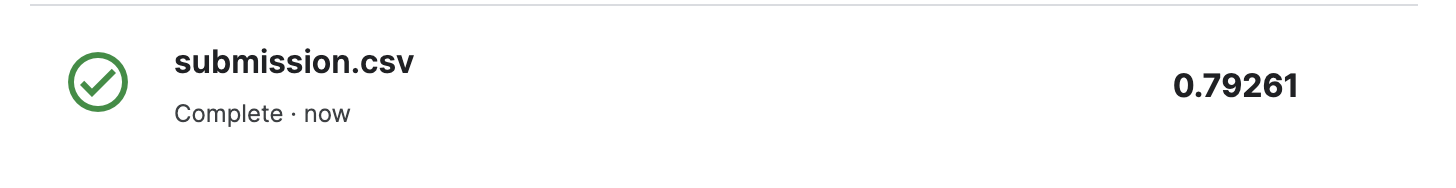 submission.csv
Complete · now
0.79261